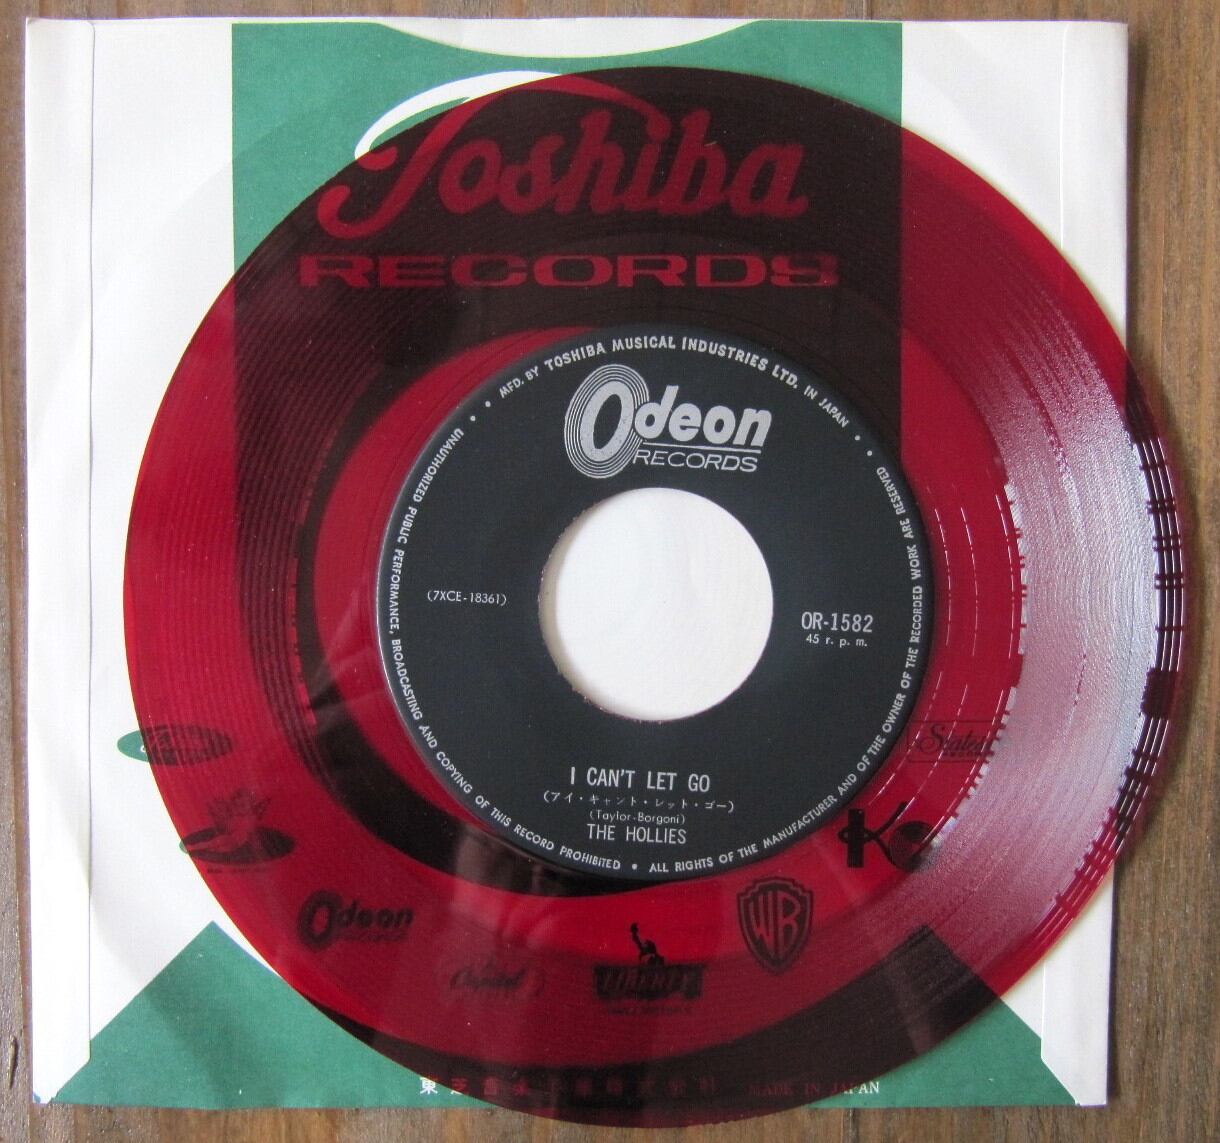 Toshiba
RECORDS
MFD. BY TOSHIBA MUSICAL INDUSTRIES LTD. IN JAPAN
Odeon
RECORDS
(7XCE-18361)
OR-1582
45 r. p. m.
I CAN'T LET GO
(アイ・キャント・レット・ゴー)
(Taylor-Borgoni)
THE HOLLIES
UNAUTHORIZED PUBLIC PERFORMANCE, BROADCASTING AND COPYING OF THIS RECORD PROHIBITED • ALL RIGHTS OF THE MANUFACTURER AND OF THE OWNER OF THE RECORDED WORK ARE RESERVED
Odeon
Capitol
LIBERTY
WB
K
MADE IN JAPAN